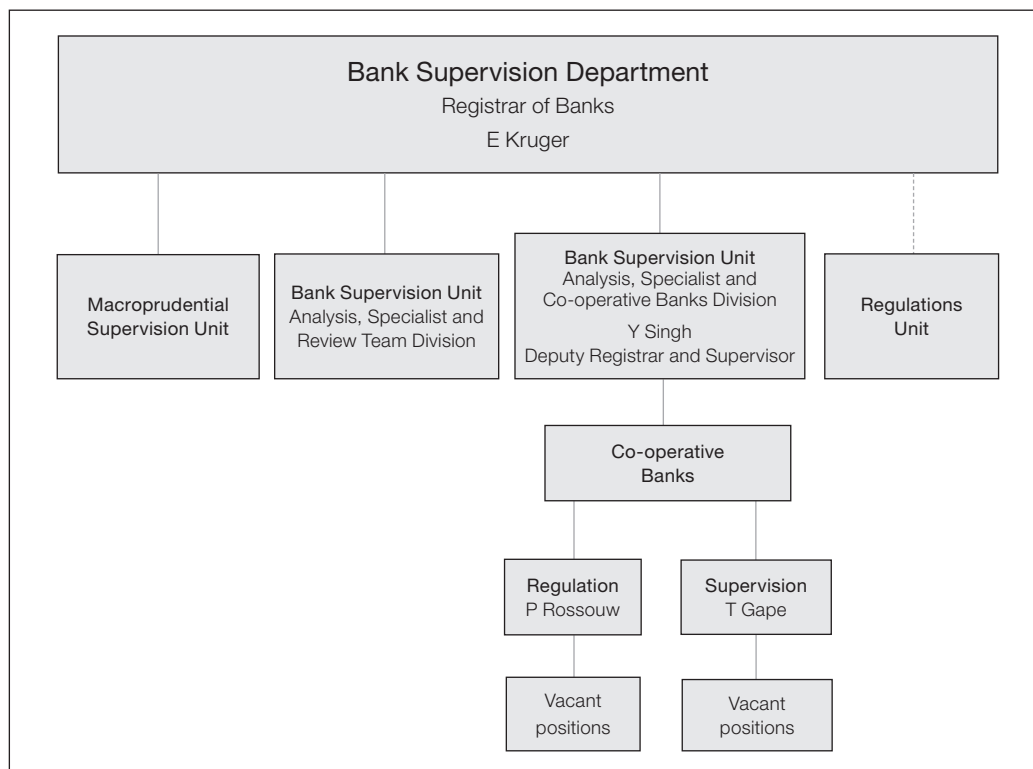 Bank Supervision Department
Registrar of Banks
E Kruger
Macroprudential
Supervision Unit
Bank Supervision Unit
Analysis, Specialist and
Review Team Division
Bank Supervision Unit
Analysis, Specialist and
Co-operative Banks Division
Y Singh
Deputy Registrar and Supervisor
Regulations
Unit
Co-operative
Banks
Regulation
P Rossouw
Supervision
T Gape
Vacant
positions
Vacant
positions